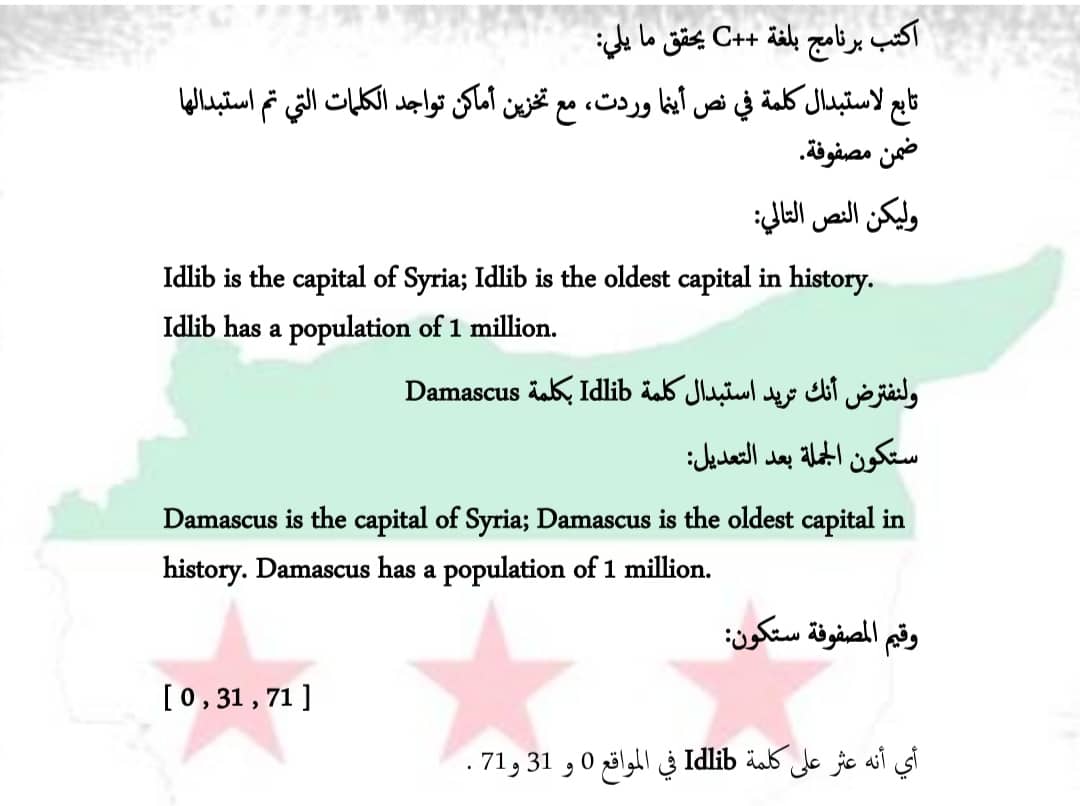 اكتب برنامج بلغة C++ يحقق ما يلي:
تابع لاستبدال كلمة في نص أينما وردت، مع تخزين أماكن تواجد الكلمات التي تم استبدالها
ضمن مصفوفة.
وليكن النص التالي:
Idlib is the capital of Syria; Idlib is the oldest capital in history.
Idlib has a population of 1 million.
ولنفترض أنك تريد استبدال كلمة Idlib بكلمة Damascus
ستكون الجملة بعد التعديل:
Damascus is the capital of Syria; Damascus is the oldest capital in
history. Damascus has a population of 1 million.
وقيم المصفوفة ستكون:
[ 0 , 31 , 71 ]
أي أنه عثر على كلمة Idlib في المواقع 0 و 31 و 71 .